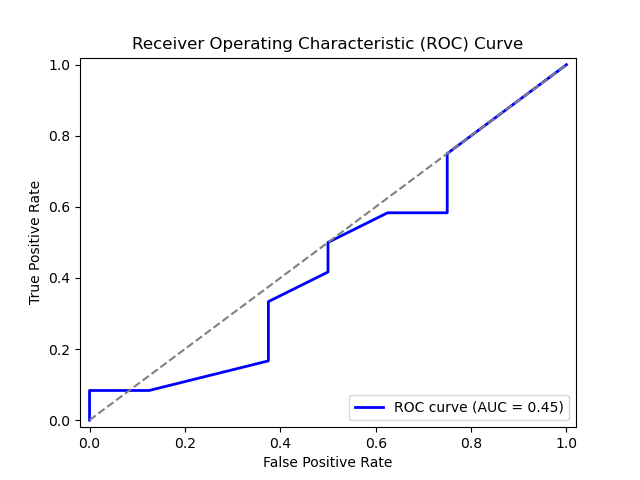 Receiver Operating Characteristic (ROC) Curve
1.0
0.8
0.6
0.4
0.2
0.0
True Positive Rate
ROC curve (AUC = 0.45)
0.0 0.2 0.4 0.6 0.8 1.0
False Positive Rate